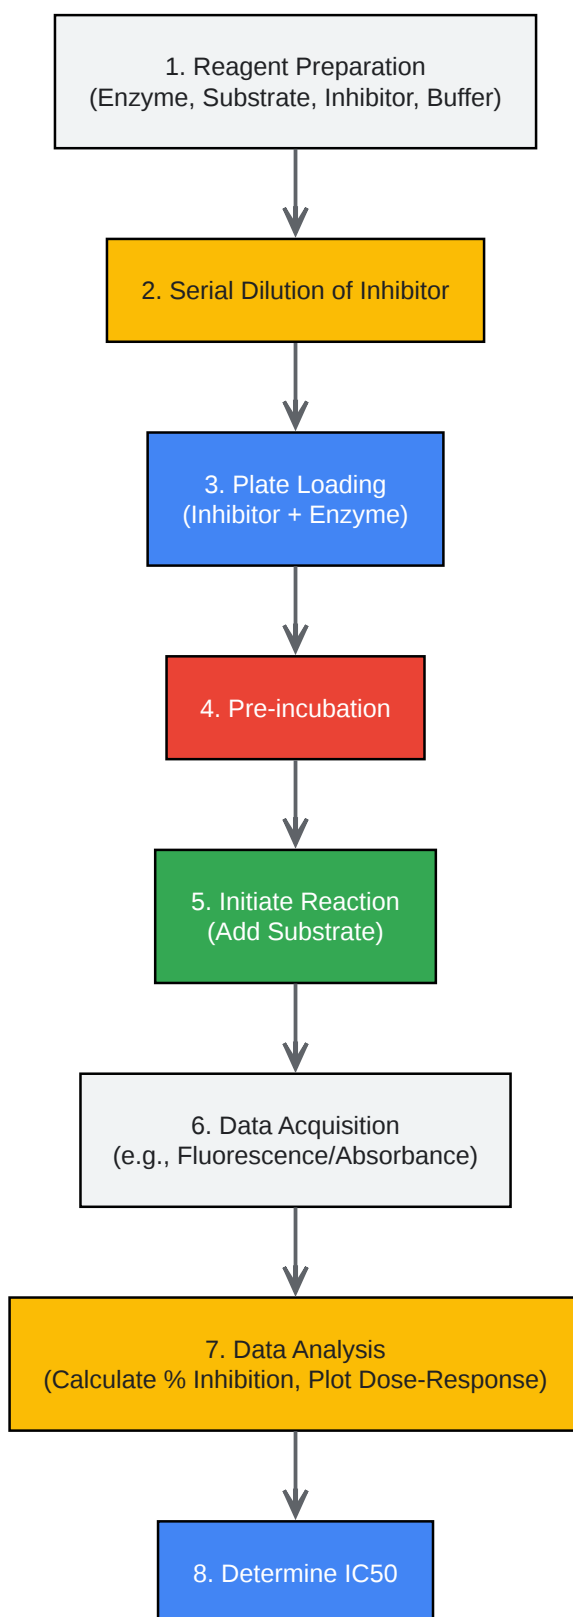 1. Reagent Preparation
(Enzyme, Substrate, Inhibitor, Buffer)
2. Serial Dilution of Inhibitor
3. Plate Loading
(Inhibitor + Enzyme)
4. Pre-incubation
5. Initiate Reaction
(Add Substrate)
6. Data Acquisition
(e.g., Fluorescence/Absorbance)
7. Data Analysis
(Calculate % Inhibition, Plot Dose-Response)
8. Determine IC50